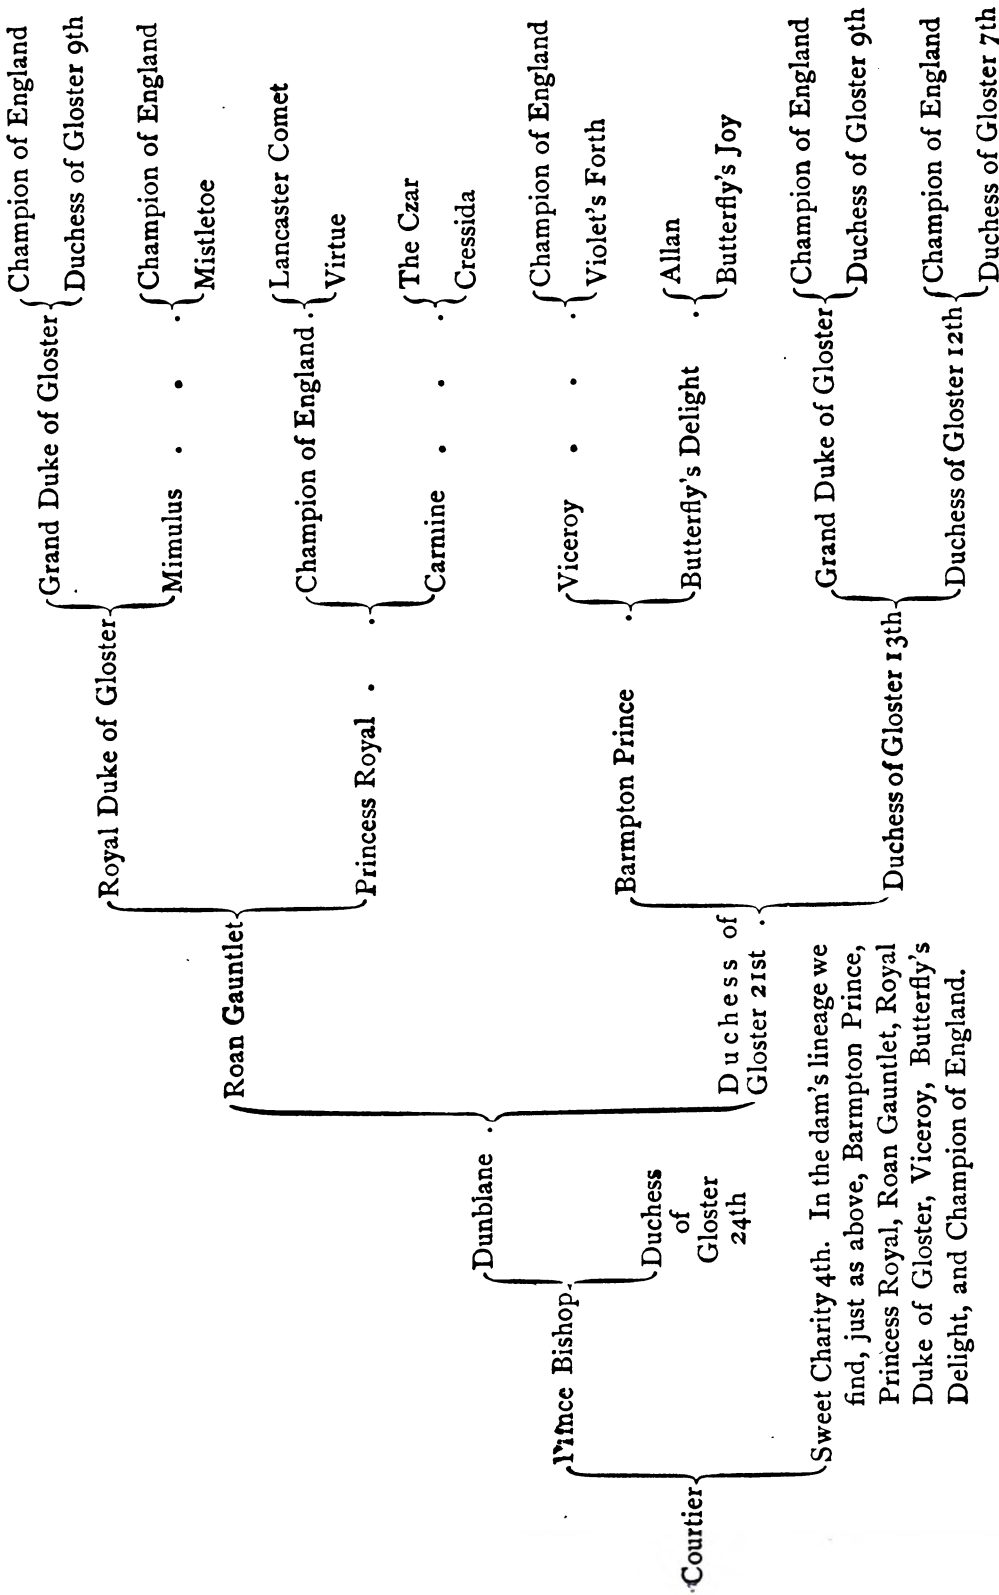 Courtier
Prince Bishop
Sweet Charity 4th. In the dam's lineage we
find, just as above, Barmpton Prince,
Princess Royal, Roan Gauntlet, Royal
Duke of Gloster, Viceroy, Butterfly's
Delight, and Champion of England.
Dunblane .
Duchess
of
Gloster
24th
Roan Gauntlet
Duchess of
Gloster 21st .
Royal Duke of Gloster
Princess Royal . .
Barmpton Prince .
Duchess of Gloster 13th
Grand Duke of Gloster
Mimulus . . .
Champion of England .
Carmine . . .
Viceroy . . .
Butterfly's Delight .
Grand Duke of Gloster
Duchess of Gloster 12th
Champion of England
Duchess of Gloster 9th
Champion of England
Mistletoe
Lancaster Comet
Virtue
The Czar
Cressida
Champion of England
Violet's Forth
Allan
Butterfly's Joy
Champion of England
Duchess of Gloster 9th
Champion of England
Duchess of Gloster 7th